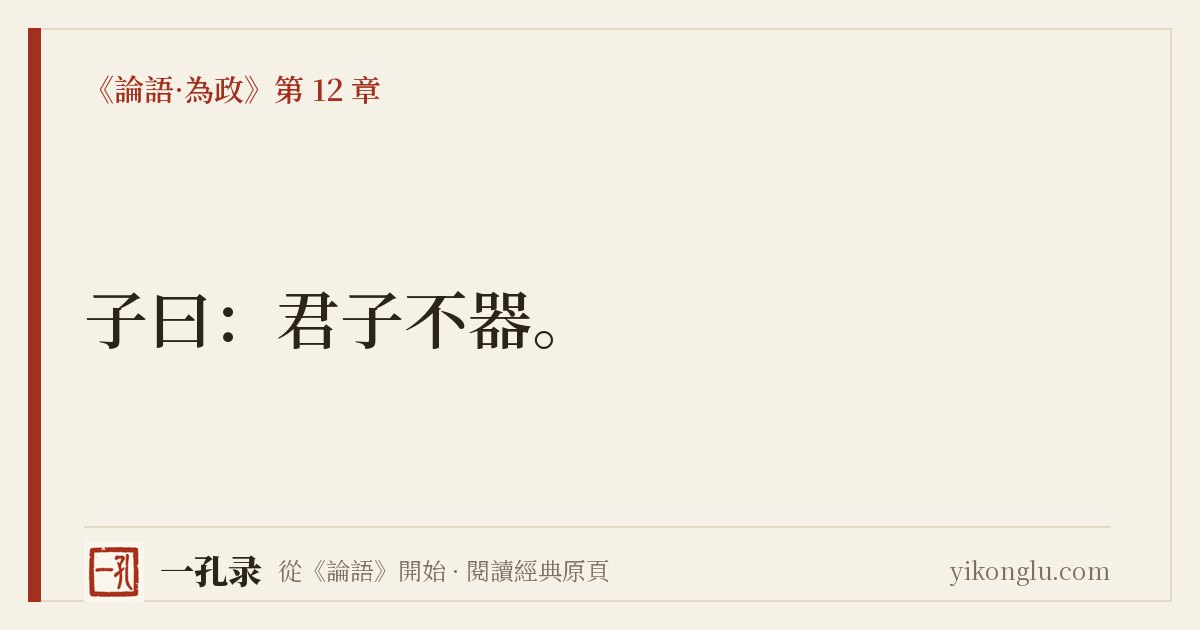 《論語·為政》第 12 章
子曰：君子不器。
一孔
一孔录 從《論語》開始 · 閱讀經典原頁
yikonglu.com